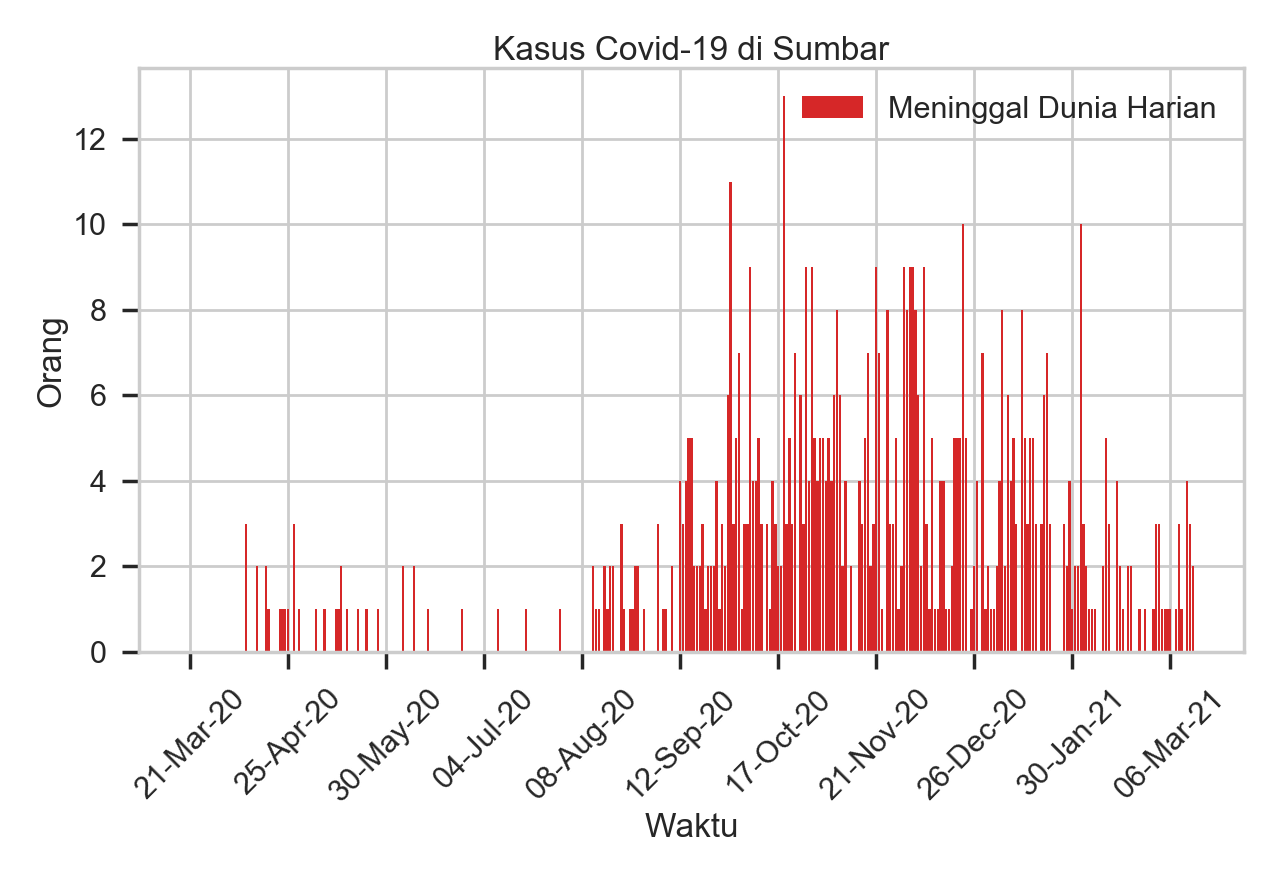 Kasus Covid-19 di Sumbar
Meninggal Dunia Harian
Orang
12
10
8
6
4
2
0
21-Mar-20
25-Apr-20
30-May-20
04-Jul-20
08-Aug-20
12-Sep-20
17-Oct-20
21-Nov-20
26-Dec-20
30-Jan-21
06-Mar-21
Waktu